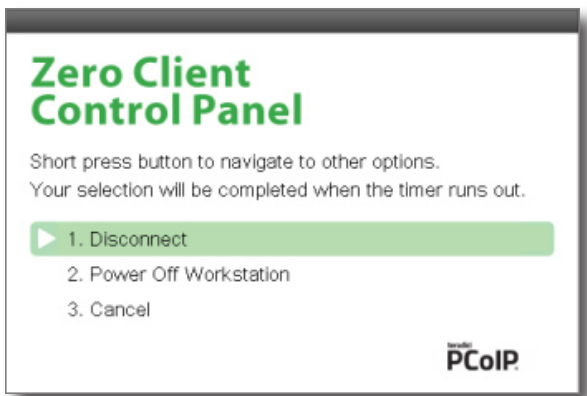 Zero Client
Control Panel
Short press button to navigate to other options.
Your selection will be completed when the timer runs out.
1. Disconnect
2. Power Off Workstation
3. Cancel
teradici
PCoIP